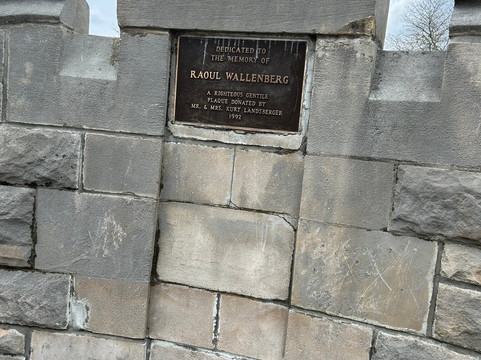 DEDICATED TO
THE MEMORY OF
RAOUL WALLENBERG
A RIGHTEOUS GENTILE
PLAQUE DONATED BY
MR. & MRS. KURT LANDSBERGER
1992